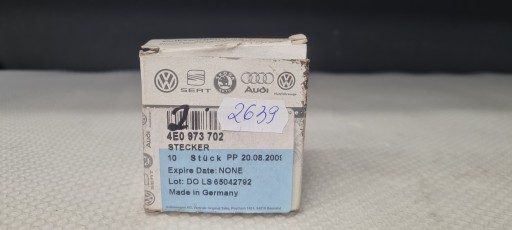 SEAT
Audi
2
2639
4E0 973 702
STECKER
10 Stück PP 20.08.2001
Expire Date: NONE
Lot: DO LS 65042792
Made in Germany